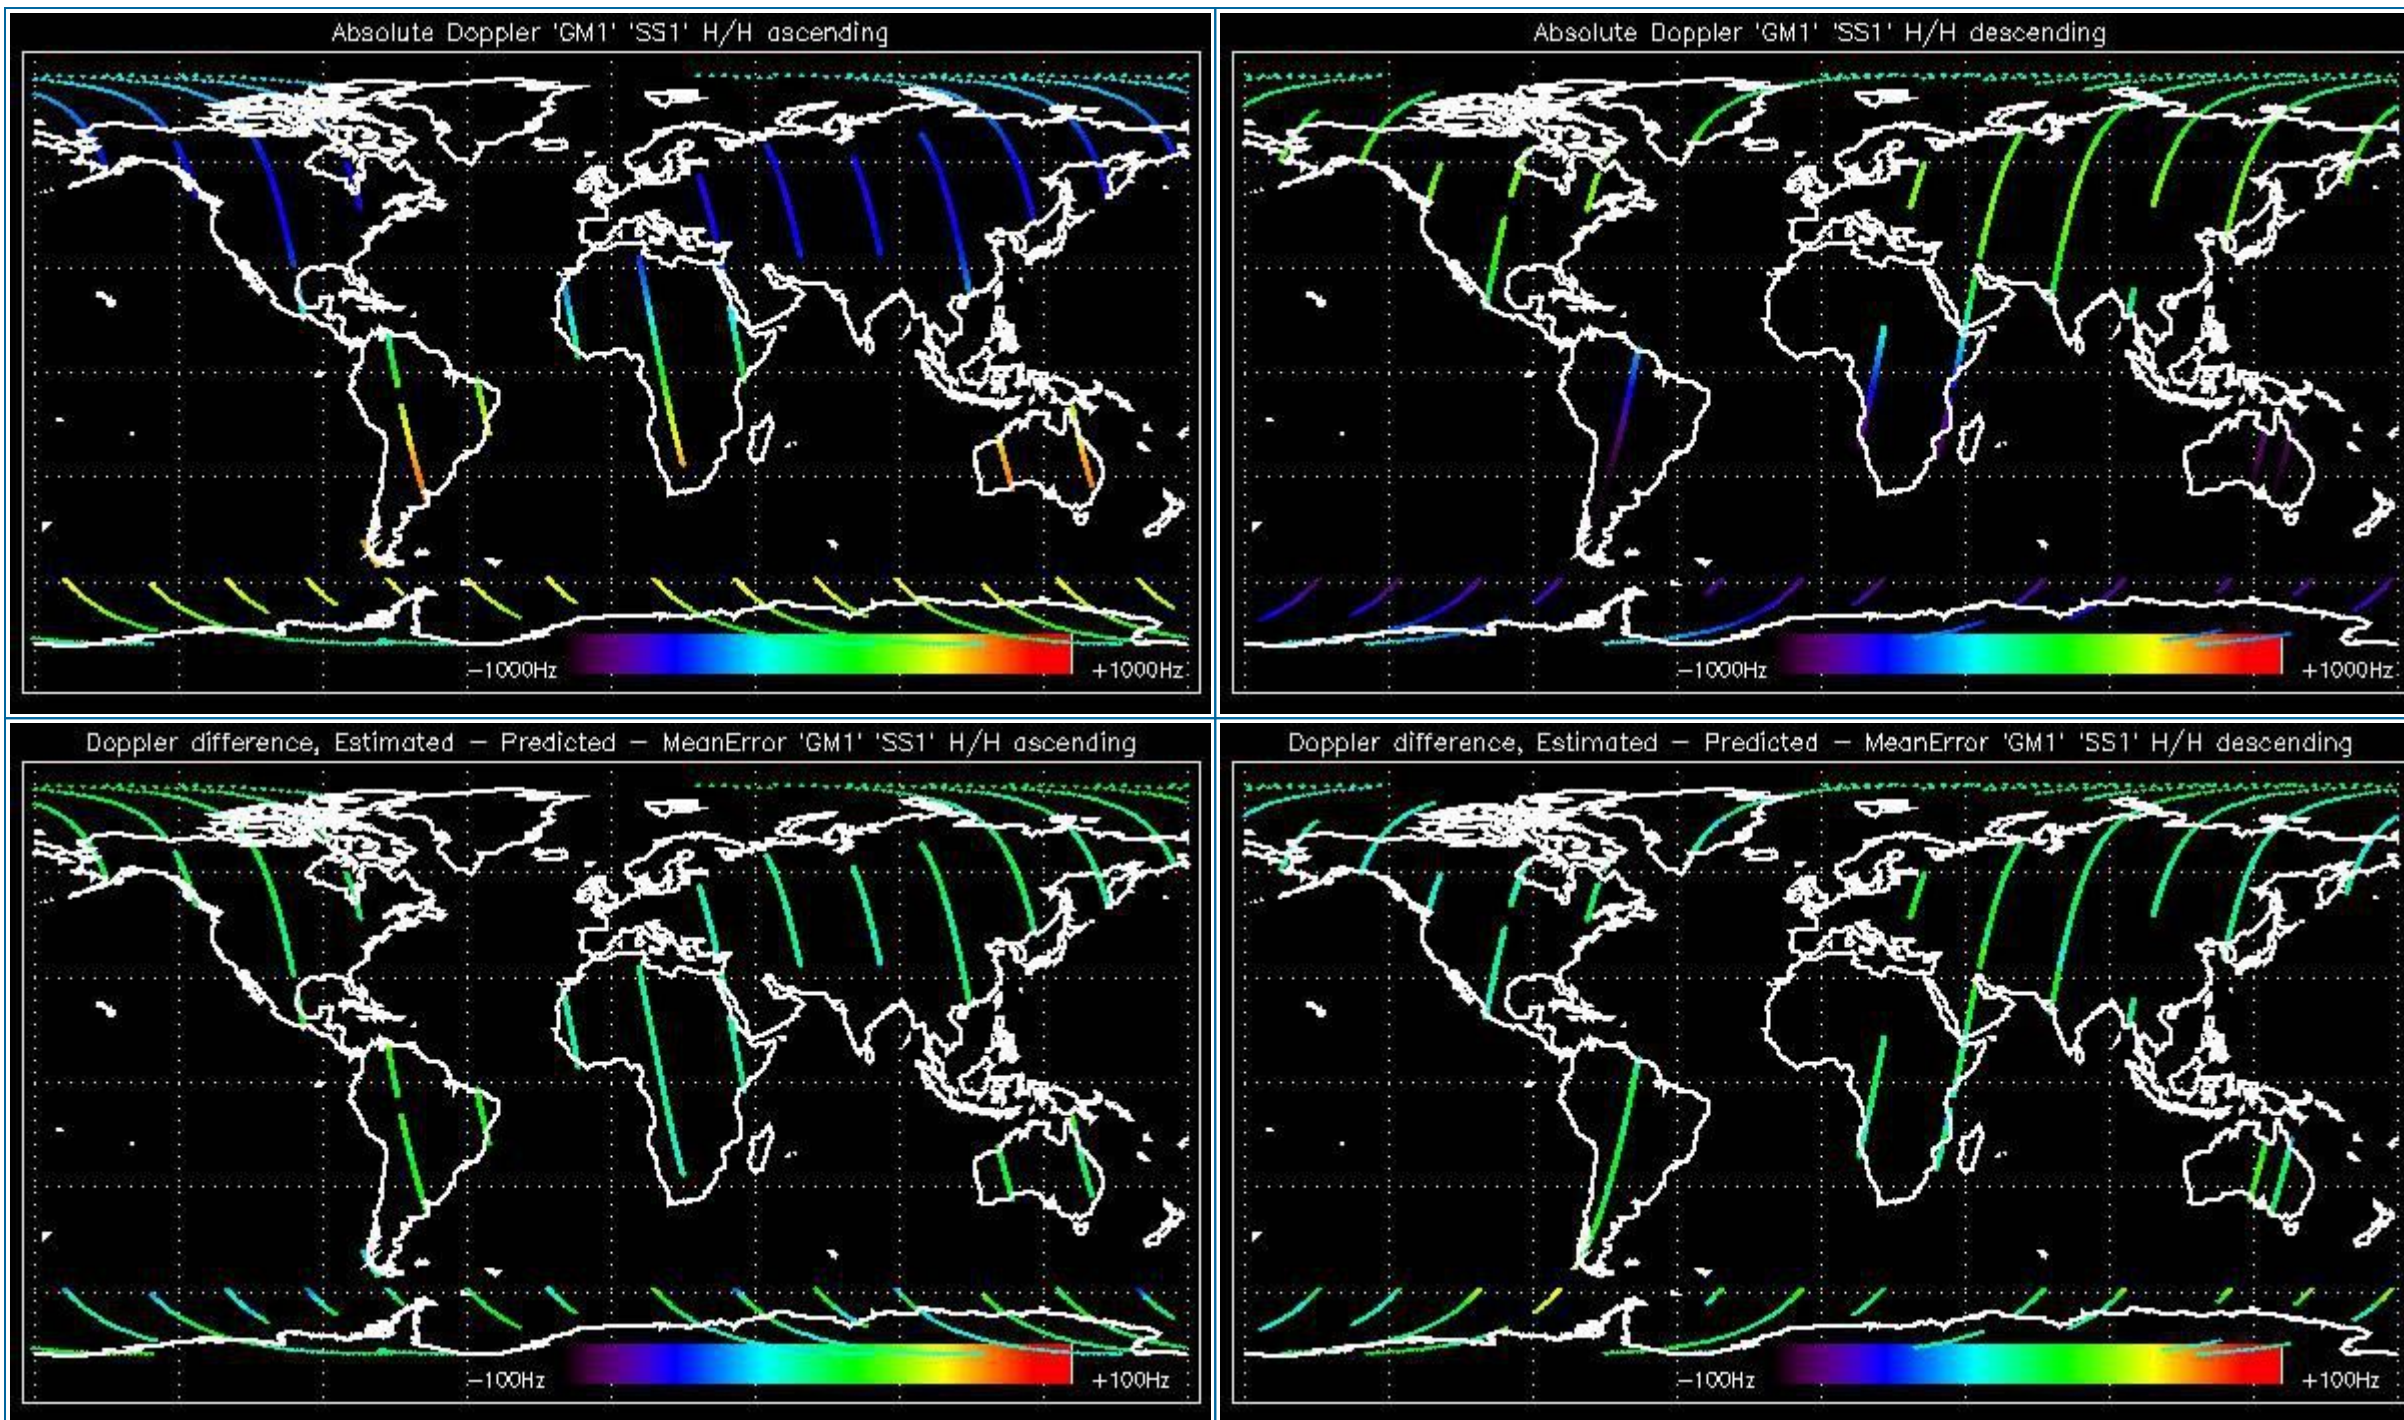 Absolute Doppler 'GM1' 'SS1' H/H ascending
−1000Hz
+1000Hz
Absolute Doppler 'GM1' 'SS1' H/H descending
−1000Hz
+1000Hz
Doppler difference, Estimated − Predicted − MeanError 'GM1' 'SS1' H/H ascending
−100Hz
+100Hz
Doppler difference, Estimated − Predicted − MeanError 'GM1' 'SS1' H/H descending
−100Hz
+100Hz